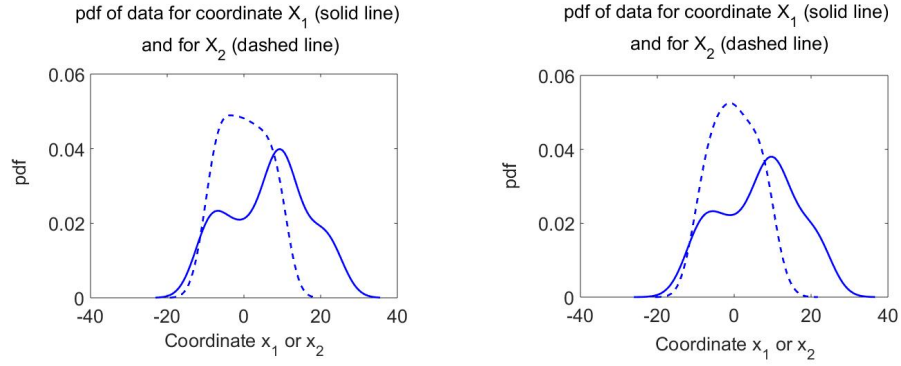 pdf of data for coordinate X₁ (solid line)
and for X₂ (dashed line)
0.06
0.04
0.02
0
pdf
-40
-20
0
20
40
Coordinate x₁ or x₂
pdf of data for coordinate X₁ (solid line)
and for X₂ (dashed line)
0.06
0.04
0.02
0
pdf
-40
-20
0
20
40
Coordinate x₁ or x₂